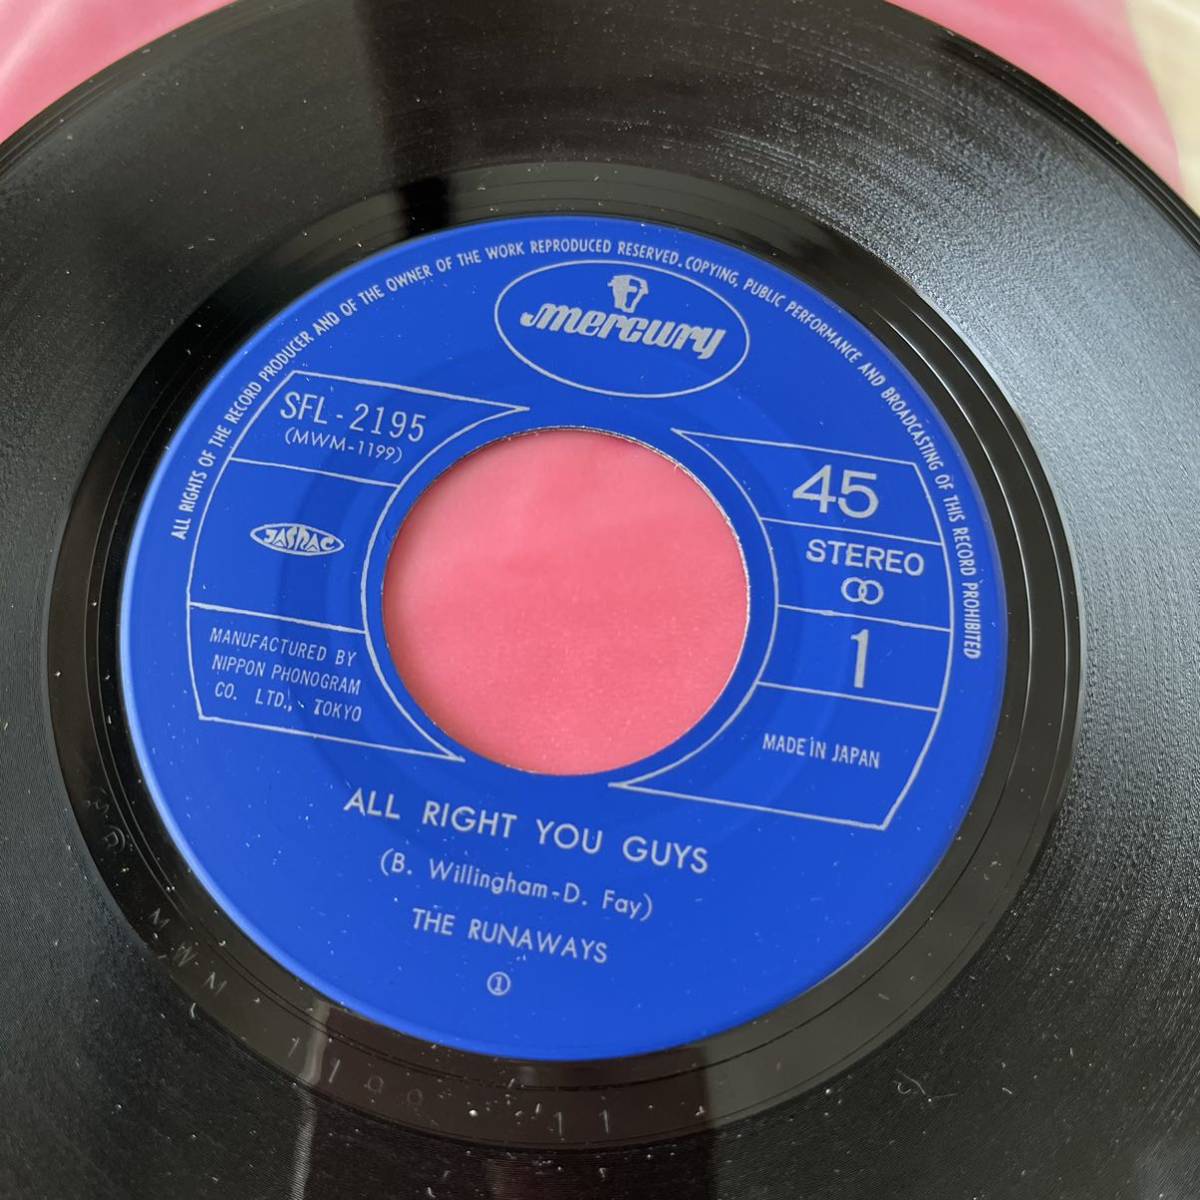 ALL RIGHTS OF THE RECORD PRODUCER AND OF THE OWNER OF THE WORK REPRODUCED RESERVED. COPYING, PUBLIC PERFORMANCE AND BROADCASTING OF THIS RECORD PROHIBITED
mercury
SFL-2195
(MWM-1199)
JASRAC
MANUFACTURED BY
NIPPON PHONOGRAM
CO. LTD., TOKYO
45
STEREO
1
MADE IN JAPAN
ALL RIGHT YOU GUYS
(B. Willingham-D. Fay)
THE RUNAWAYS
①